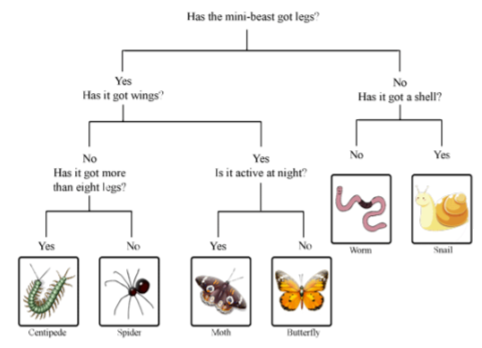 Has the mini-beast got legs?
Yes
Has it got wings?
No
Has it got a shell?
No
Has it got more
than eight legs?
Yes
Is it active at night?
No
Yes
Worm
Snail
Yes
No
Yes
No
Centipede
Spider
Moth
Butterfly